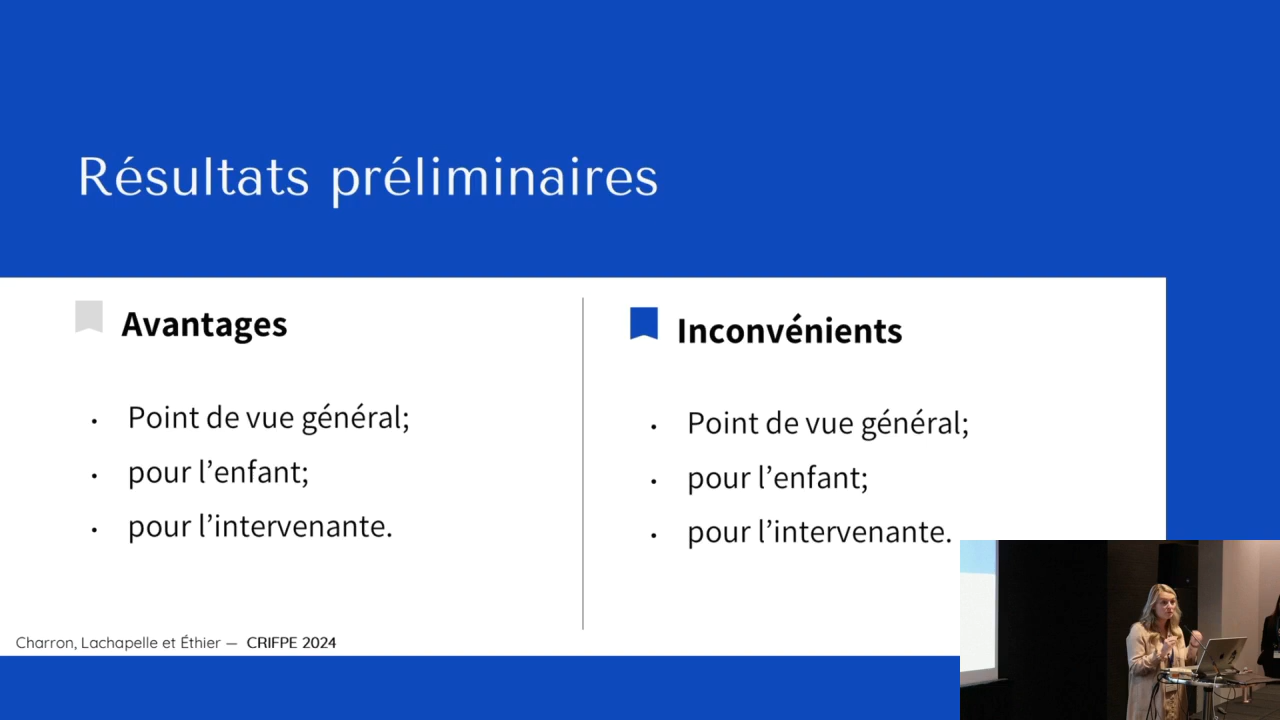 Résultats préliminaires
Avantages
Point de vue général;
pour l’enfant;
pour l’intervenante.
Inconvénients
Point de vue général;
pour l’enfant;
pour l’intervenante.
Charron, Lachapelle et Éthier — CRIFPE 2024